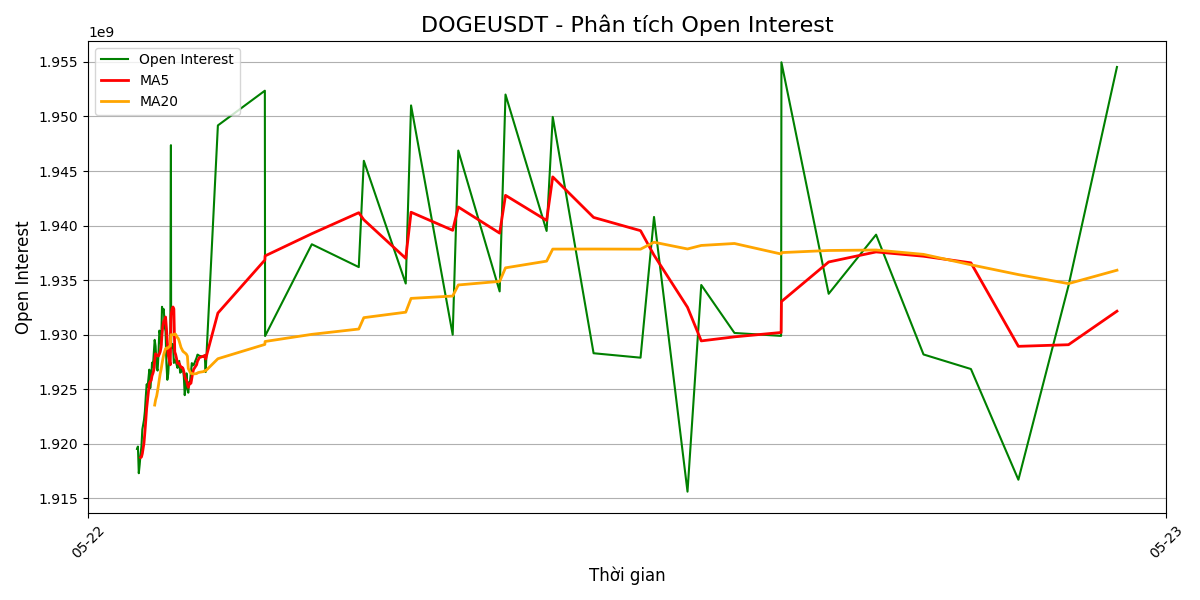 DOGEUSDT - Phân tích Open Interest
1e9
Open Interest
MA5
MA20
1.955
1.950
1.945
1.940
1.935
1.930
1.925
1.920
1.915
Open Interest
05-22
05-23
Thời gian